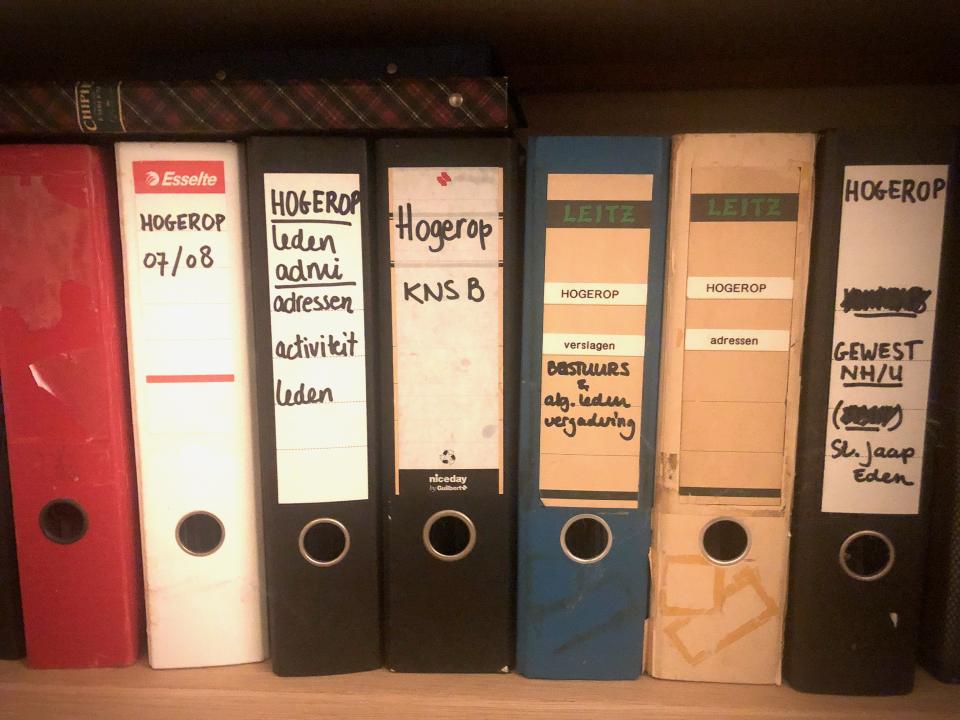 Esselte
HOGEROP
07/08
HOGEROP
leden
admi
adressen
activiteit
leden
Hogerop
KNSB
niceday
by Guilbert
LEITZ
HOGEROP
verslagen
BESTUURS
&
alg. leden
vergadering
LEITZ
HOGEROP
adressen
HOGEROP
GEWEST
NH/U
St. Jaap
Eden